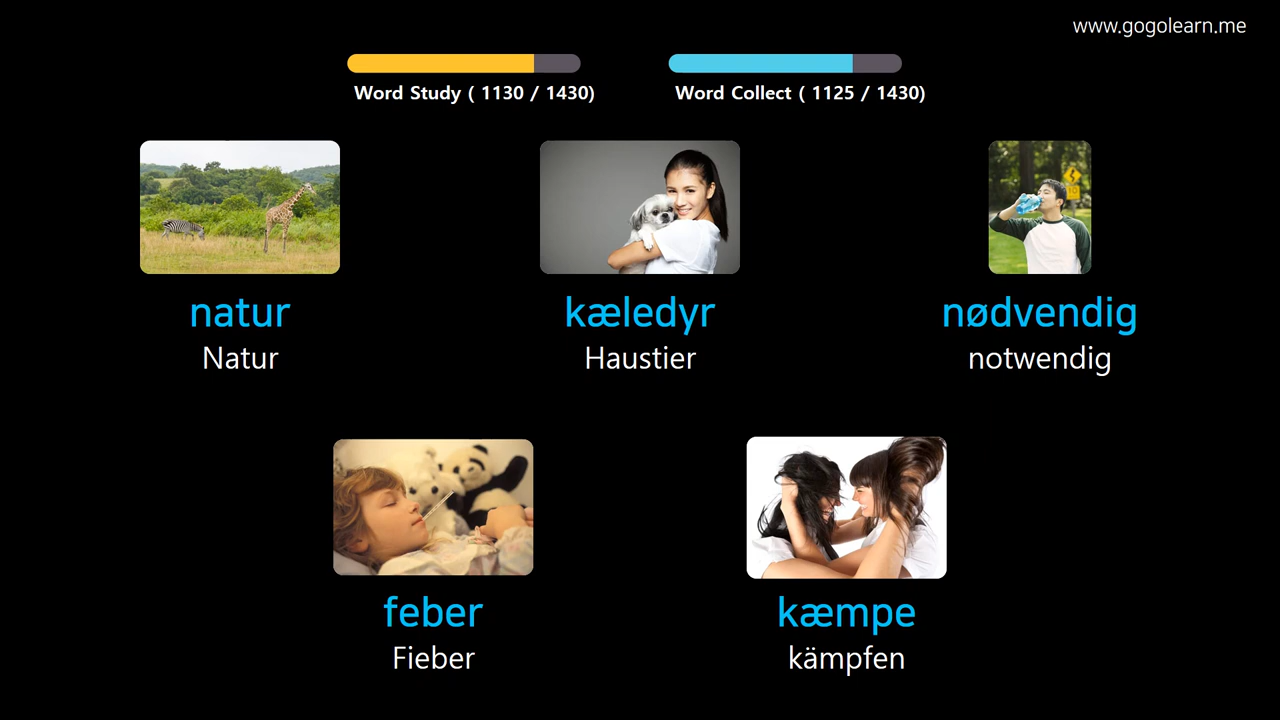 www.gogolearn.me
Word Study ( 1130 / 1430)
Word Collect ( 1125 / 1430)
natur
Natur
kæledyr
Haustier
nødvendig
notwendig
feber
Fieber
kæmpe
kämpfen